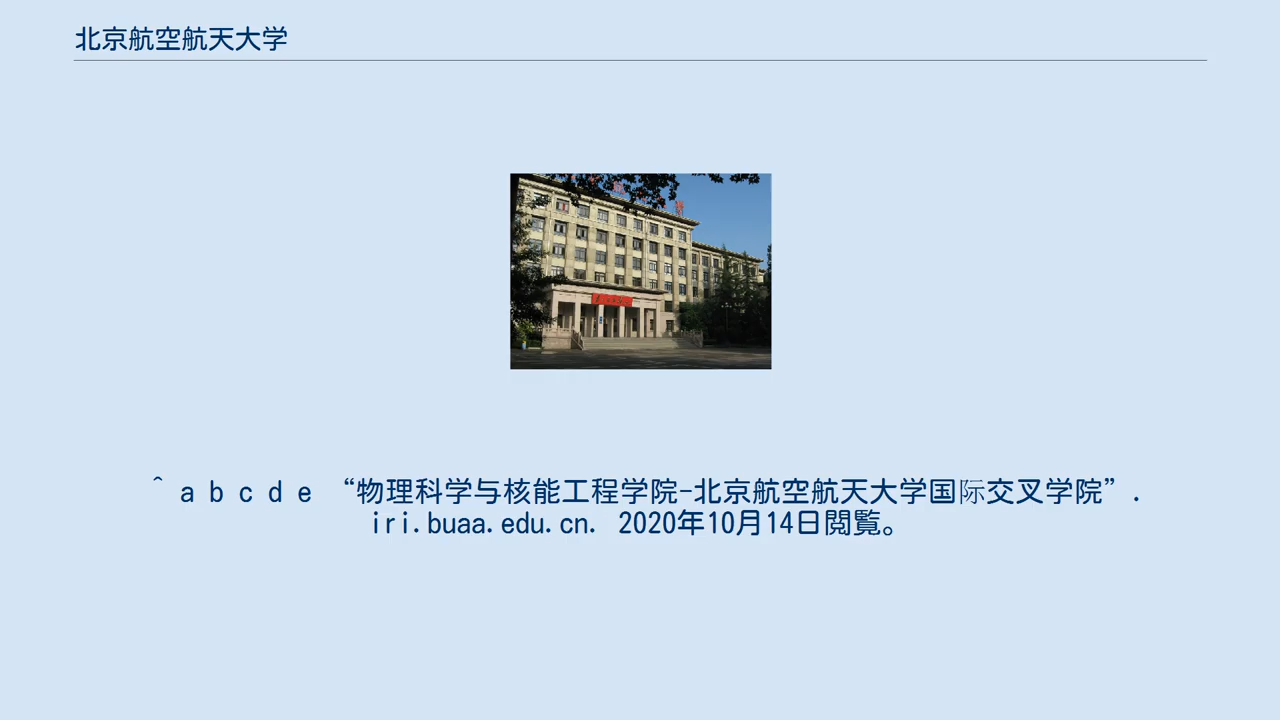 北京航空航天大学
^ a b c d e “物理科学与核能工程学院-北京航空航天大学国际交叉学院”.
iri.buaa.edu.cn. 2020年10月14日閲覧。